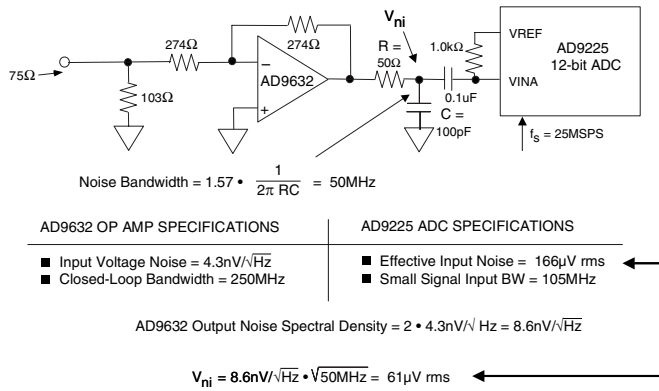 V_ni
274Ω
274Ω
R =
50Ω
1.0kΩ
VREF
AD9225
12-bit ADC
75Ω
–
AD9632
+
VINA
103Ω
0.1uF
C =
100pF
f_s = 25MSPS
Noise Bandwidth = 1.57 • 1 / 2π RC = 50MHz
AD9632 OP AMP SPECIFICATIONS
AD9225 ADC SPECIFICATIONS
■ Input Voltage Noise = 4.3nV/√Hz
■ Effective Input Noise = 166µV rms
■ Closed-Loop Bandwidth = 250MHz
■ Small Signal Input BW = 105MHz
AD9632 Output Noise Spectral Density = 2 • 4.3nV/√ Hz = 8.6nV/√Hz
V_ni = 8.6nV/√Hz • √50MHz = 61µV rms